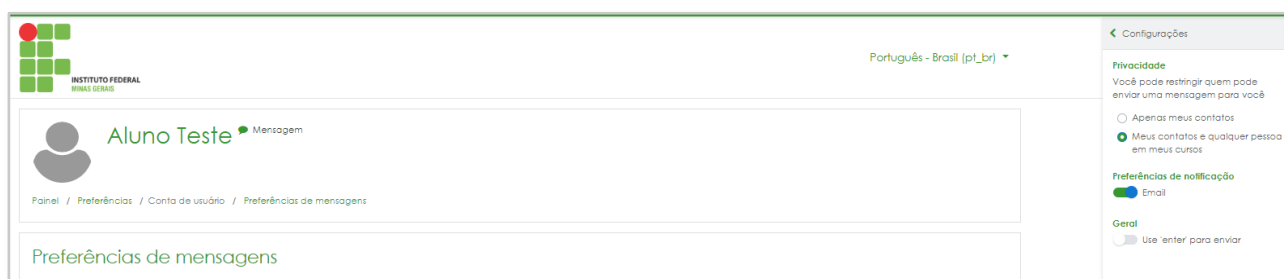 INSTITUTO FEDERAL
MINAS GERAIS
Português - Brasil (pt_br)
Aluno Teste Mensagem
Painel / Preferências / Conta de usuário / Preferências de mensagens
Preferências de mensagens
Configurações
Privacidade
Você pode restringir quem pode
enviar uma mensagem para você
Apenas meus contatos
Meus contatos e qualquer pessoa
em meus cursos
Preferências de notificação
Email
Geral
Use 'enter' para enviar